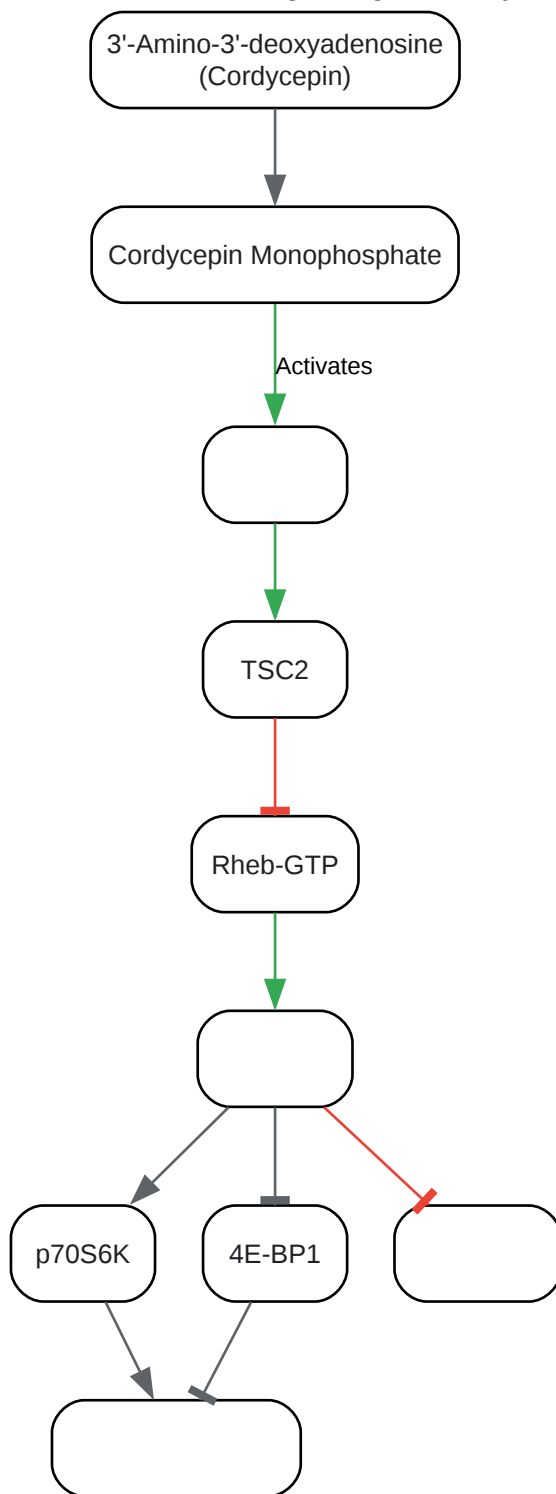 3'-Amino-3'-deoxyadenosine
(Cordycepin)
Cordycepin Monophosphate
Activates
TSC2
Rheb-GTP
p70S6K
4E-BP1